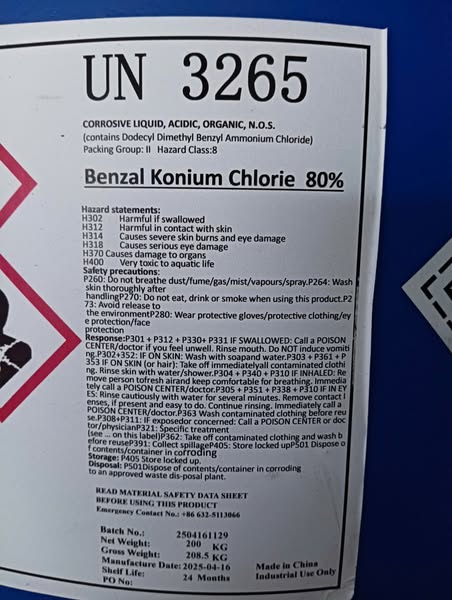 UN 3265
CORROSIVE LIQUID, ACIDIC, ORGANIC, N.O.S.
(contains Dodecyl Dimethyl Benzyl Ammonium Chloride)
Packing Group: II Hazard Class:8
Benzal Konium Chlorie 80%
Hazard statements:
H302 Harmful if swallowed
H312 Harmful in contact with skin
H314 Causes severe skin burns and eye damage
H318 Causes serious eye damage
H370 Causes damage to organs
H400 Very toxic to aquatic life
Safety precautions:
P260: Do not breathe dust/fume/gas/mist/vapours/spray.P264: Wash
skin thoroughly after
handlingP270: Do not eat, drink or smoke when using this product.P2
73: Avoid release to
the environmentP280: Wear protective gloves/protective clothing/ey
e protection/face
protection
Response:P301 + P312 + P330+ P331 IF SWALLOWED: Call a POISON
CENTER/doctor if you feel unwell. Rinse mouth. Do NOT induce vomiti
ng.P302+352: IF ON SKIN: Wash with soapand water.P303 + P361 + P
353 IF ON SKIN (or hair): Take off immediatelyall contaminated clothi
ng. Rinse skin with water/shower.P304 + P340 + P310 IF INHALED: Re
move person tofresh airand keep comfortable for breathing. Immedia
tely call a POISON CENTER/doctor.P305 + P351 + P338 + P310 IF IN EY
ES: Rinse cautiously with water for several minutes. Remove contact l
enses, if present and easy to do. Continue rinsing. Immediately call a
POISON CENTER/doctor.P363 Wash contaminated clothing before reu
se.P308+P311: IF exposedor concerned: Call a POISON CENTER or doc
tor/physicianP321: Specific treatment
(see ... on this label)P362: Take off contaminated clothing and wash b
efore reuseP391: Collect spillageP405: Store locked upP501 Dispose o
f contents/container in corroding
Storage: P405 Store locked up.
Disposal: P501Dispose of contents/container in corroding
to an approved waste dis-posal plant.
READ MATERIAL SAFETY DATA SHEET
BEFORE USING THIS PRODUCT
Emergency Contact No.: +86 632-5113066
Batch No.: 2504161129
Net Weight: 200 KG
Gross Weight: 208.5 KG
Manufacture Date: 2025-04-16 Made in China
Shelf Life: 24 Months Industrial Use Only
PO No: